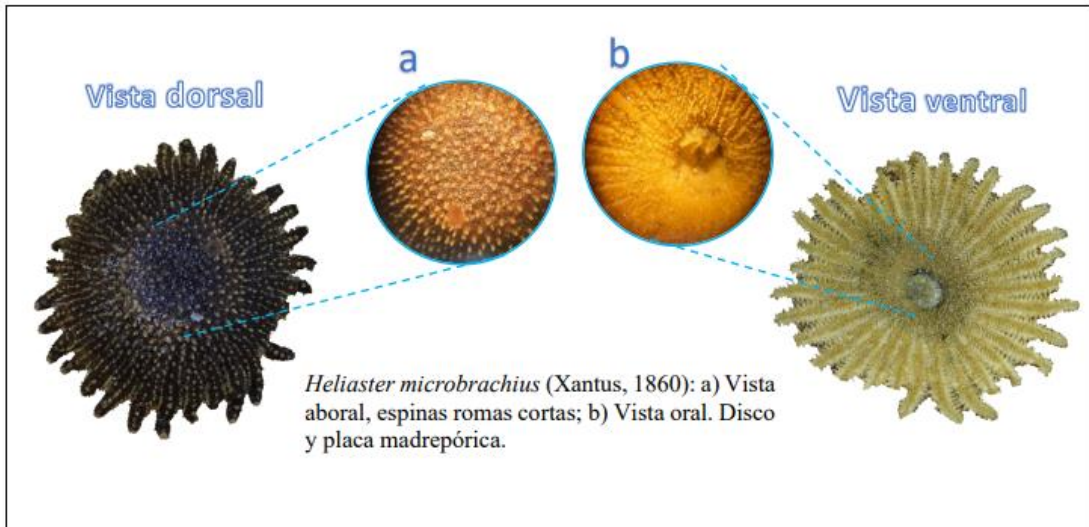 a
b
Vista dorsal
Vista ventral
Heliaster microbrachius (Xantus, 1860): a) Vista
aboral, espinas romas cortas; b) Vista oral. Disco
y placa madrepórica.